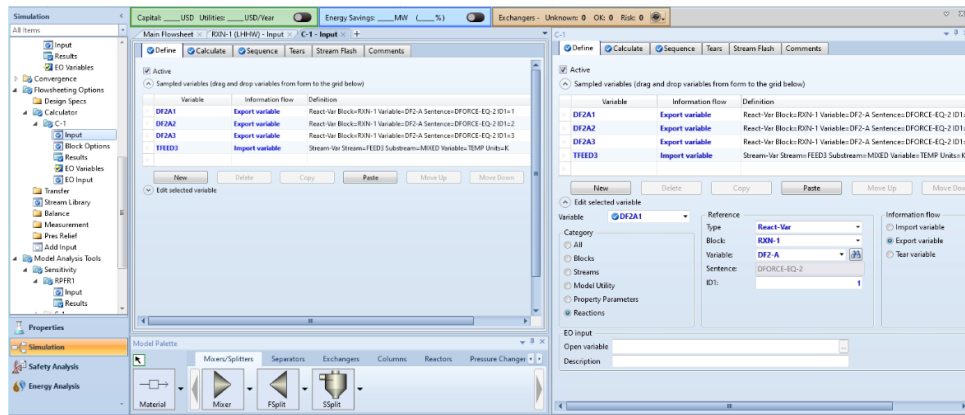 Simulation
All Items
Input
Results
EO Variables
Convergence
Flowsheeting Options
Design Specs
Calculator
C-1
Input
Block Options
Results
EO Variables
EO Input
Transfer
Stream Library
Balance
Measurement
Pres Relief
Add Input
Model Analysis Tools
Sensitivity
RPFR1
Input
Results
Properties
Simulation
Safety Analysis
Energy Analysis
Capital: ____USD Utilities: ____USD/Year
Energy Savings: ____MW (____%)
Exchangers - Unknown: 0 OK: 0 Risk: 0
Main Flowsheet × RXN-1 (LHHW) - Input × C-1 - Input × +
Define Calculate Sequence Tears Stream Flash Comments
Active
Sampled variables (drag and drop variables from form to the grid below)
Variable Information flow Definition
DF2A1 Export variable React-Var Block=RXN-1 Variable=DF2-A Sentence=DFORCE-EQ-2 ID1=1
DF2A2 Export variable React-Var Block=RXN-1 Variable=DF2-A Sentence=DFORCE-EQ-2 ID1=2
DF2A3 Export variable React-Var Block=RXN-1 Variable=DF2-A Sentence=DFORCE-EQ-2 ID1=3
TFEED3 Import variable Stream-Var Stream=FEED3 Substream=MIXED Variable=TEMP Units=K
New Delete Copy Paste Move Up Move Down
Edit selected variable
Model Palette
Mixers/Splitters Separators Exchangers Columns Reactors Pressure Changer
Material Mixer FSplit SSplit
C-1
Define Calculate Sequence Tears Stream Flash Comments
Active
Sampled variables (drag and drop variables from form to the grid below)
Variable Information flow Definition
DF2A1 Export variable React-Var Block=RXN-1 Variable=DF2-A Sentence=DFORCE-EQ-2 ID1=
DF2A2 Export variable React-Var Block=RXN-1 Variable=DF2-A Sentence=DFORCE-EQ-2 ID1=
DF2A3 Export variable React-Var Block=RXN-1 Variable=DF2-A Sentence=DFORCE-EQ-2 ID1=
TFEED3 Import variable Stream-Var Stream=FEED3 Substream=MIXED Variable=TEMP Units=K
New Delete Copy Paste Move Up Move Dow
Edit selected variable
Variable DF2A1
Category
All
Blocks
Streams
Model Utility
Property Parameters
Reactions
Reference
Type React-Var
Block: RXN-1
Variable: DF2-A
Sentence: DFORCE-EQ-2
ID1: 1
Information flow
Import variable
Export variable
Tear variable
EO input
Open variable
Description